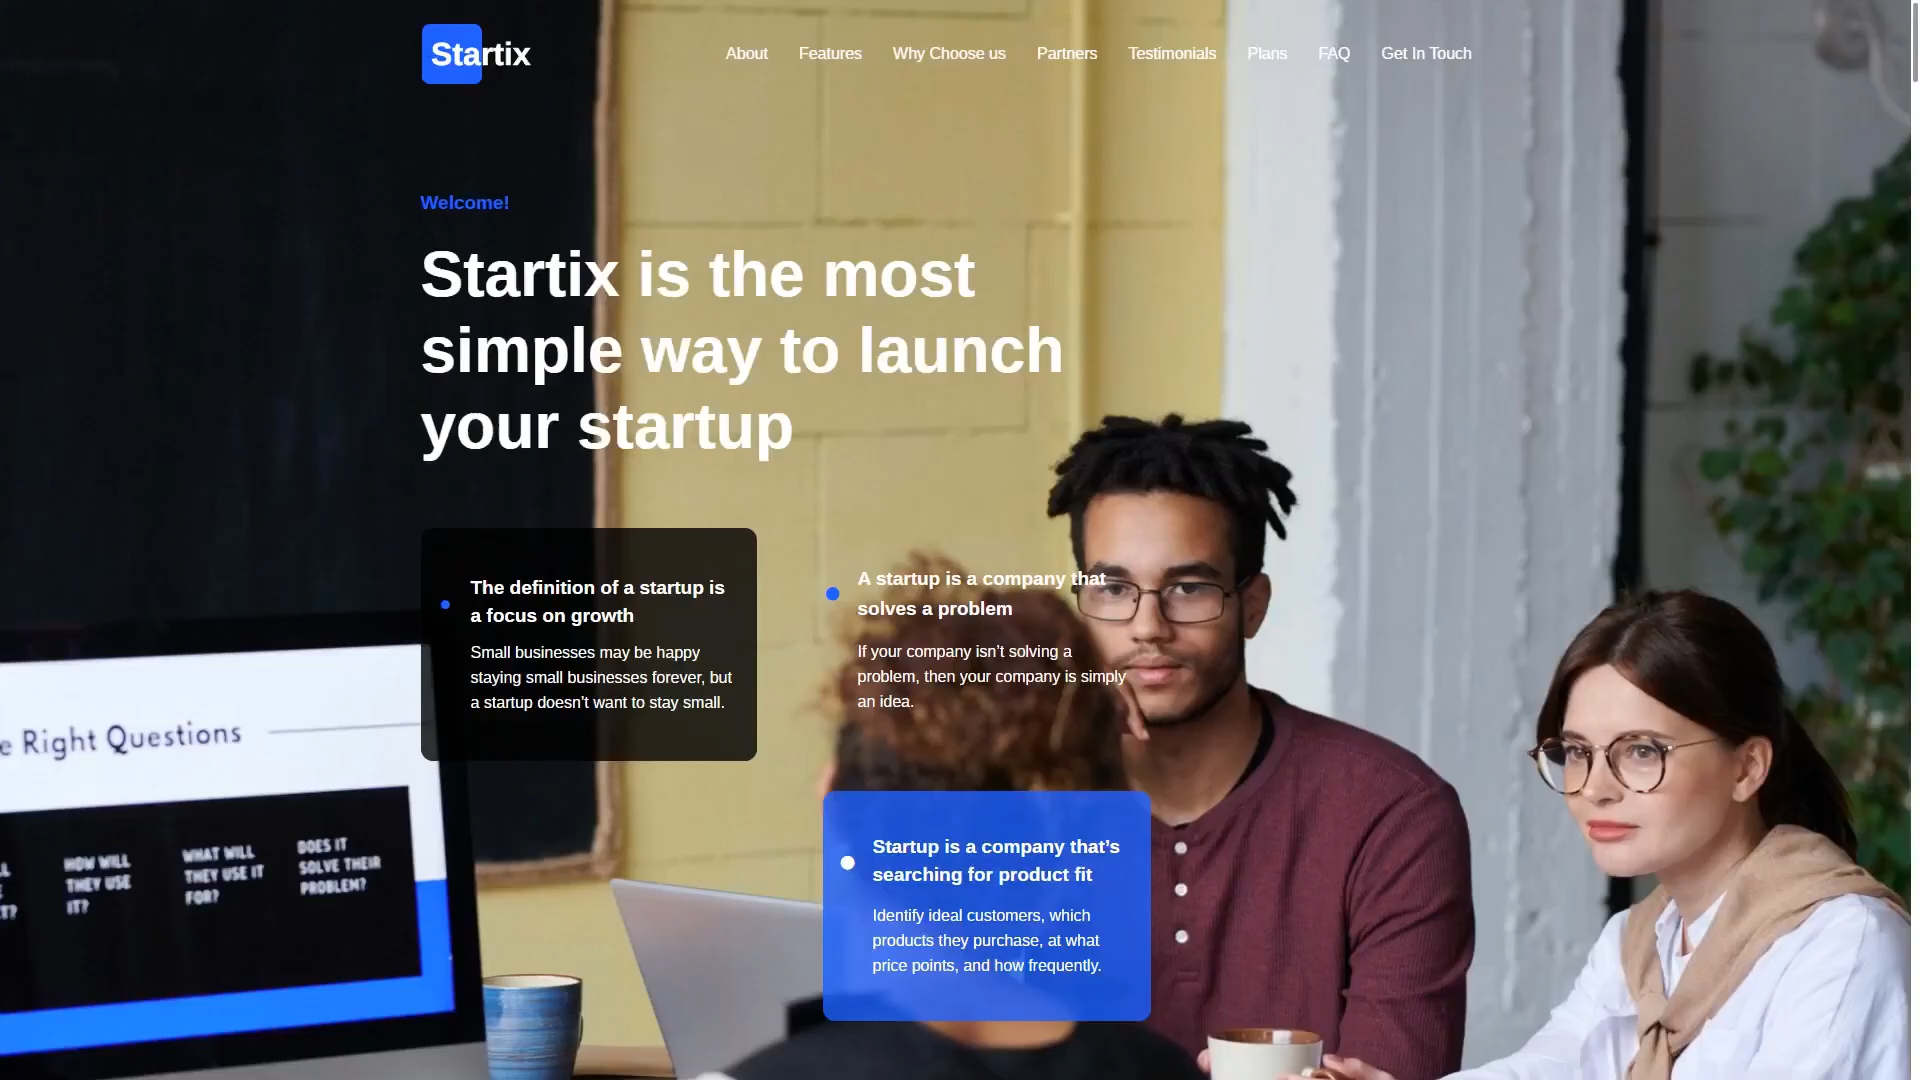 Startix
About Features Why Choose us Partners Testimonials Plans FAQ Get In Touch
Welcome!
Startix is the most
simple way to launch
your startup
The definition of a startup is
a focus on growth
Small businesses may be happy
staying small businesses forever, but
a startup doesn’t want to stay small.
A startup is a company that
solves a problem
If your company isn’t solving a
problem, then your company is simply
an idea.
Startup is a company that’s
searching for product fit
Identify ideal customers, which
products they purchase, at what
price points, and how frequently.
Right Questions
HOW WILL
THEY USE
IT?
WHAT WILL
THEY USE IT
FOR?
DOES IT
SOLVE THEIR
PROBLEM?